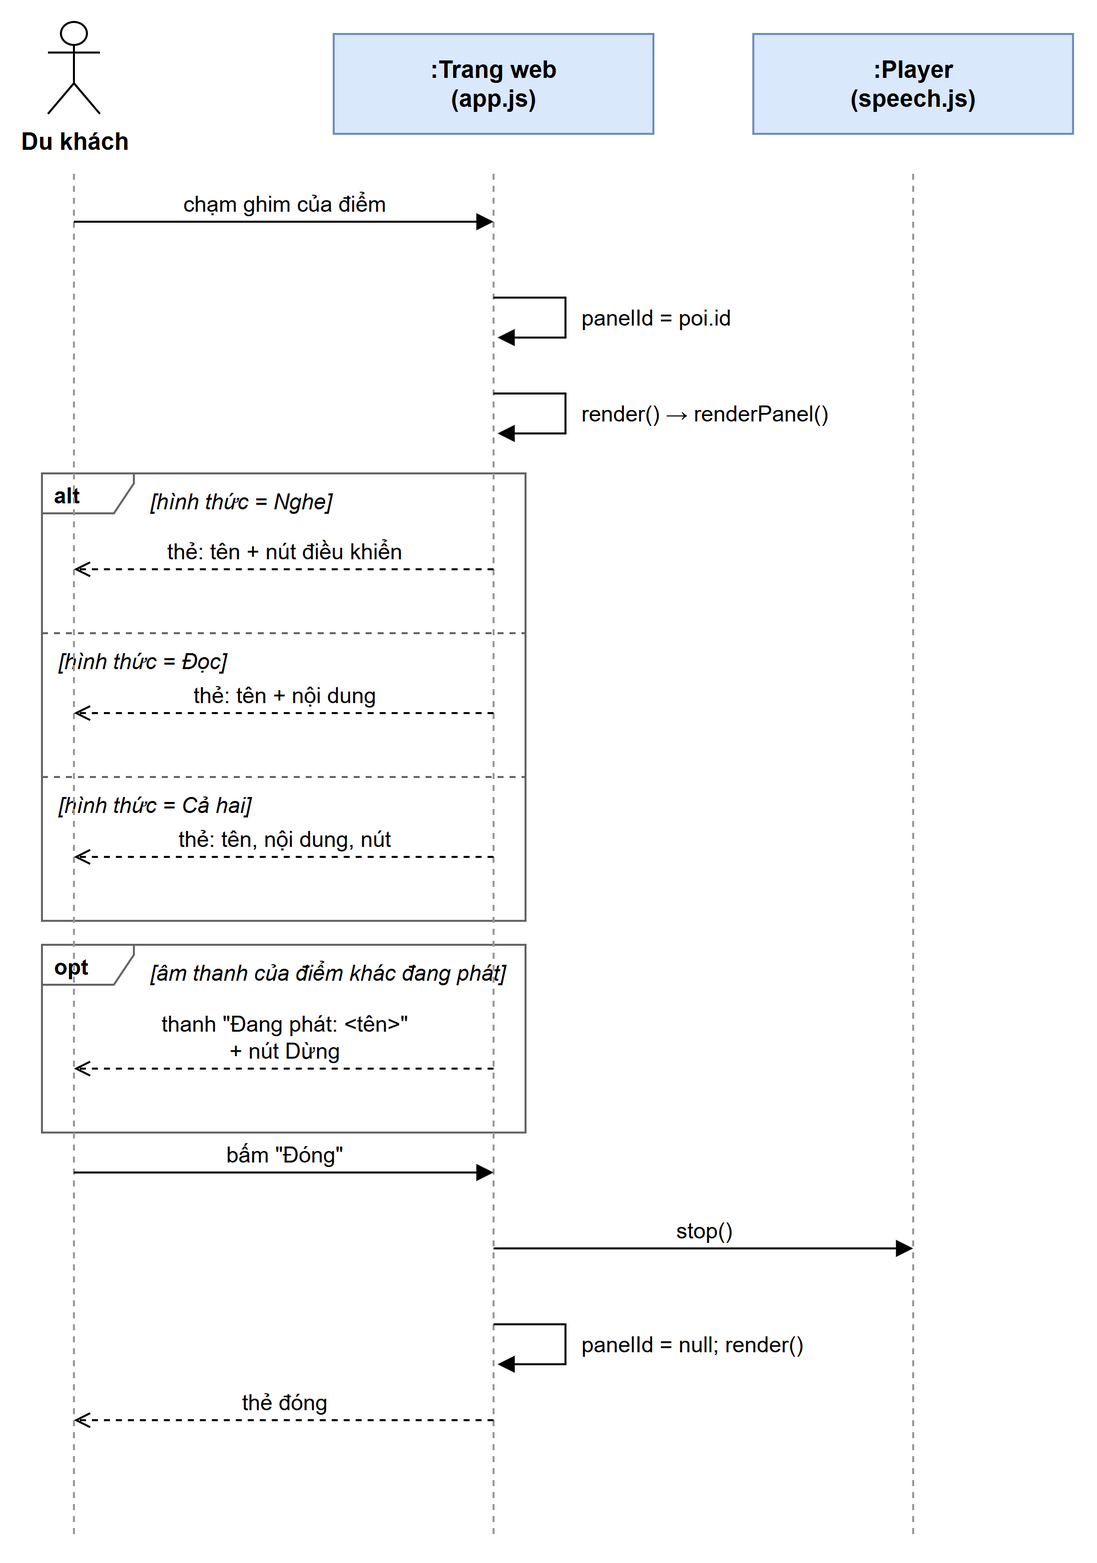 :Trang web
(app.js)
:Player
(speech.js)
Du khách
chạm ghim của điểm
panelId = poi.id
render() → renderPanel()
alt
[hình thức = Nghe]
thẻ: tên + nút điều khiển
[hình thức = Đọc]
thẻ: tên + nội dung
[hình thức = Cả hai]
thẻ: tên, nội dung, nút
opt
[âm thanh của điểm khác đang phát]
thanh "Đang phát: <tên>"
+ nút Dừng
bấm "Đóng"
stop()
panelId = null; render()
thẻ đóng